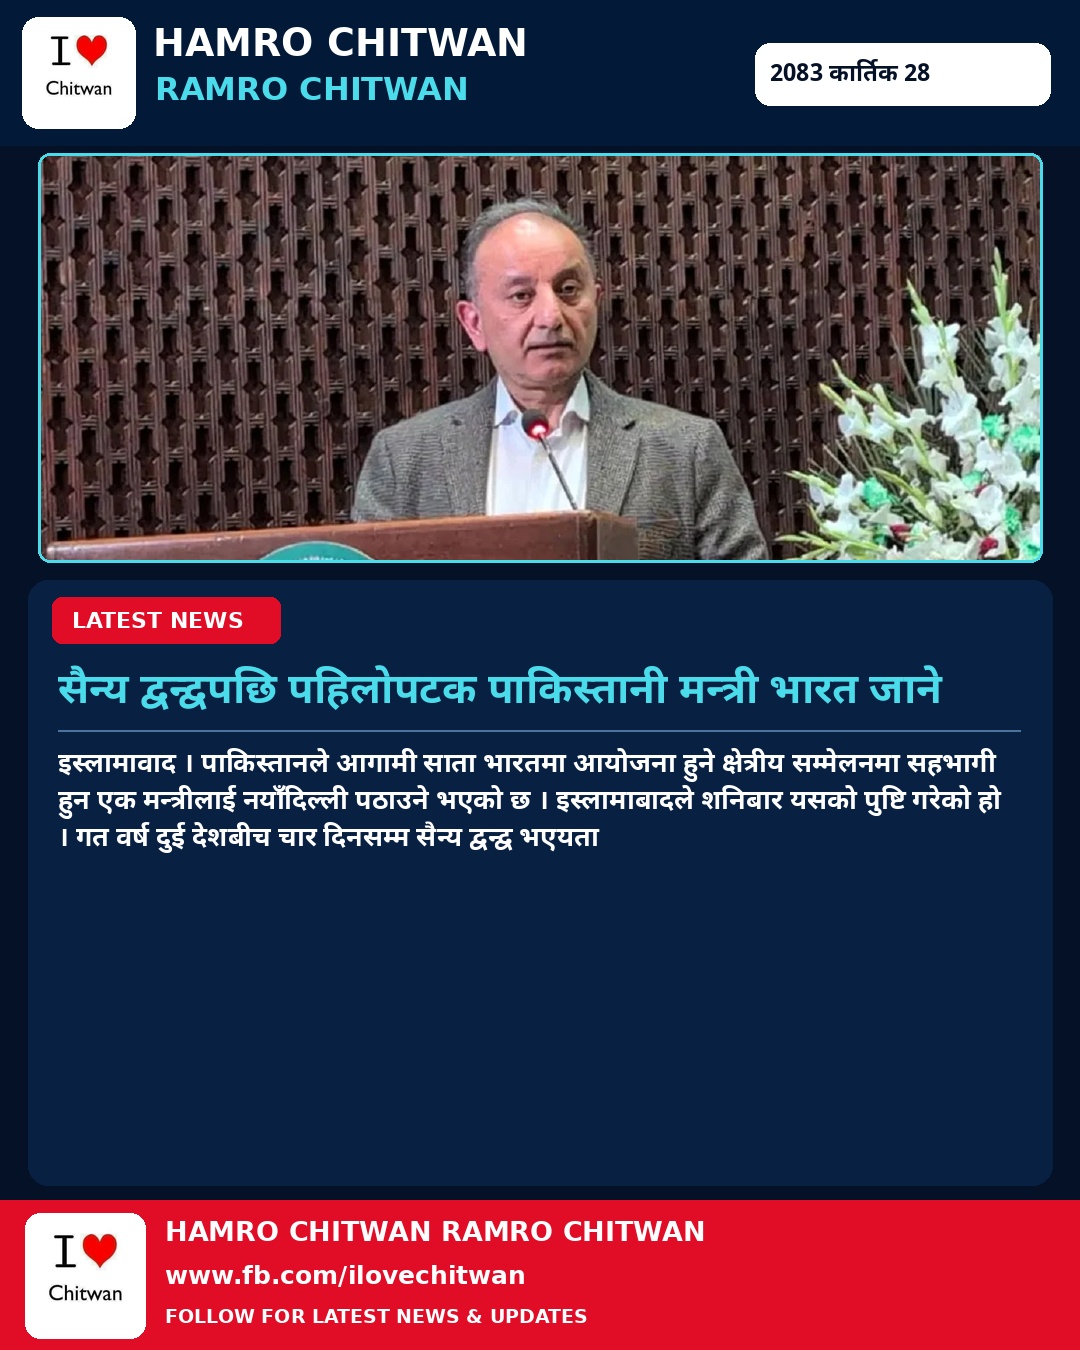 I ❤ Chitwan
HAMRO CHITWAN
RAMRO CHITWAN
2083 कार्तिक 28
LATEST NEWS
सैन्य द्वन्द्वपछि पहिलोपटक पाकिस्तानी मन्त्री भारत जाने
इस्लामावाद । पाकिस्तानले आगामी साता भारतमा आयोजना हुने क्षेत्रीय सम्मेलनमा सहभागी
हुन एक मन्त्रीलाई नयाँदिल्ली पठाउने भएको छ । इस्लामाबादले शनिबार यसको पुष्टि गरेको हो
। गत वर्ष दुई देशबीच चार दिनसम्म सैन्य द्वन्द्व भएयता
I ❤ Chitwan
HAMRO CHITWAN RAMRO CHITWAN
www.fb.com/ilovechitwan
FOLLOW FOR LATEST NEWS & UPDATES